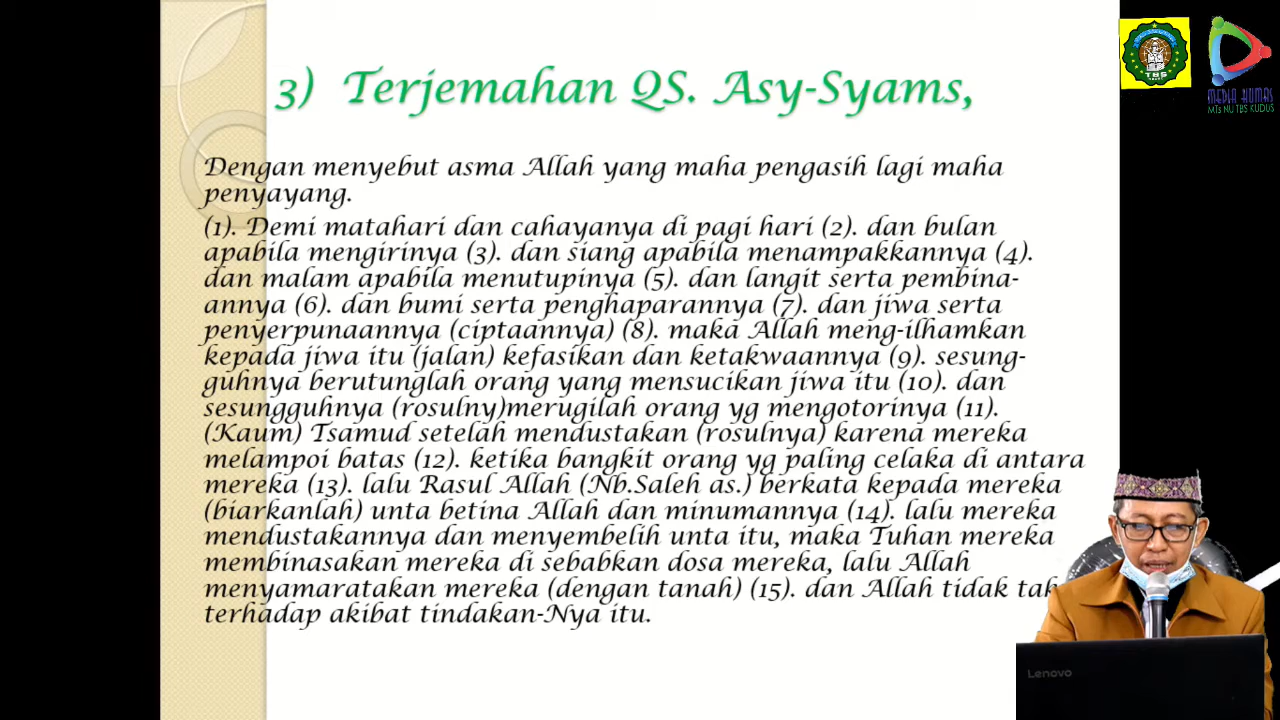 3) Terjemahan QS. Asy-Syams,
Dengan menyebut asma Allah yang maha pengasih lagi maha
penyayang.
(1). Demi matahari dan cahayanya di pagi hari (2). dan bulan
apabila mengirinya (3). dan siang apabila menampakkannya (4).
dan malam apabila menutupinya (5). dan langit serta pembina-
annya (6). dan bumi serta penghaparannya (7). dan jiwa serta
penyerpunaannya (ciptaannya) (8). maka Allah meng-ilhamkan
kepada jiwa itu (jalan) kefasikan dan ketakwaannya (9). sesung-
guhnya berutunglah orang yang mensucikan jiwa itu (10). dan
sesungguhnya (rosulny)merugilah orang yg mengotorinya (11).
(Kaum) Tsamud setelah mendustakan (rosulnya) karena mereka
melampoi batas (12). ketika bangkit orang yg paling celaka di antara
mereka (13). lalu Rasul Allah (Nb.Saleh as.) berkata kepada mereka
(biarkanlah) unta betina Allah dan minumannya (14). lalu mereka
mendustakannya dan menyembelih unta itu, maka Tuhan mereka
membinasakan mereka di sebabkan dosa mereka, lalu Allah
menyamaratakan mereka (dengan tanah) (15). dan Allah tidak tak
terhadap akibat tindakan-Nya itu.
TBS
MEDIA HUMAS
MTs NU TBS KUDUS
Lenovo